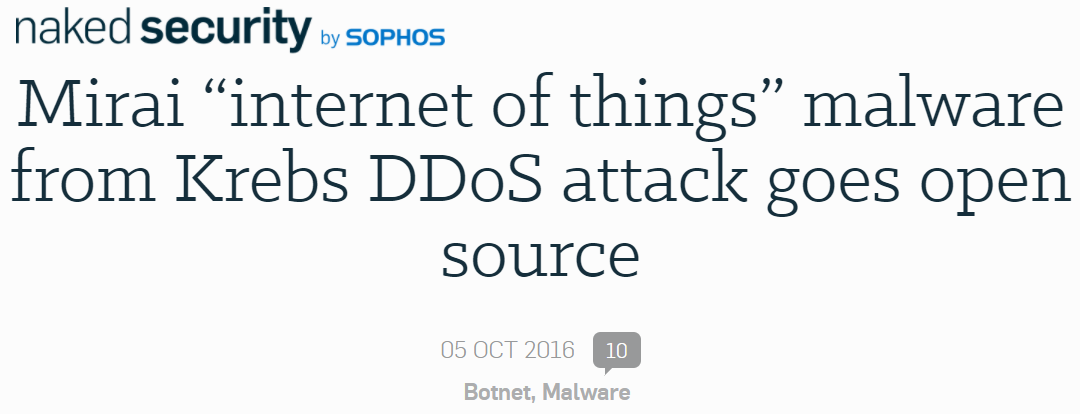 naked security by SOPHOS
Mirai “internet of things” malware
from Krebs DDoS attack goes open
source
05 OCT 2016 10
Botnet, Malware